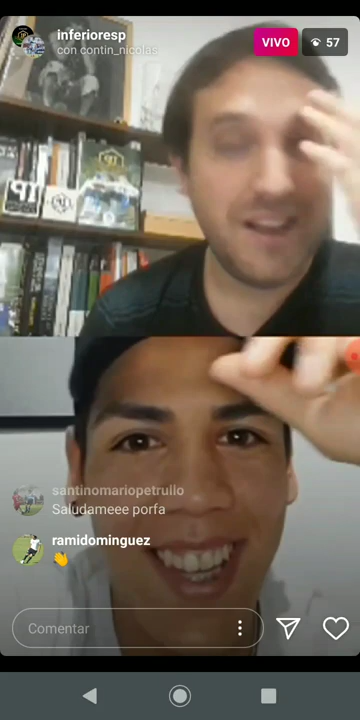 inferioresp
con contin_nicolas
VIVO
57
santinomariopetrullo
Saludameee porfa
ramidominguez
👏
Comentar